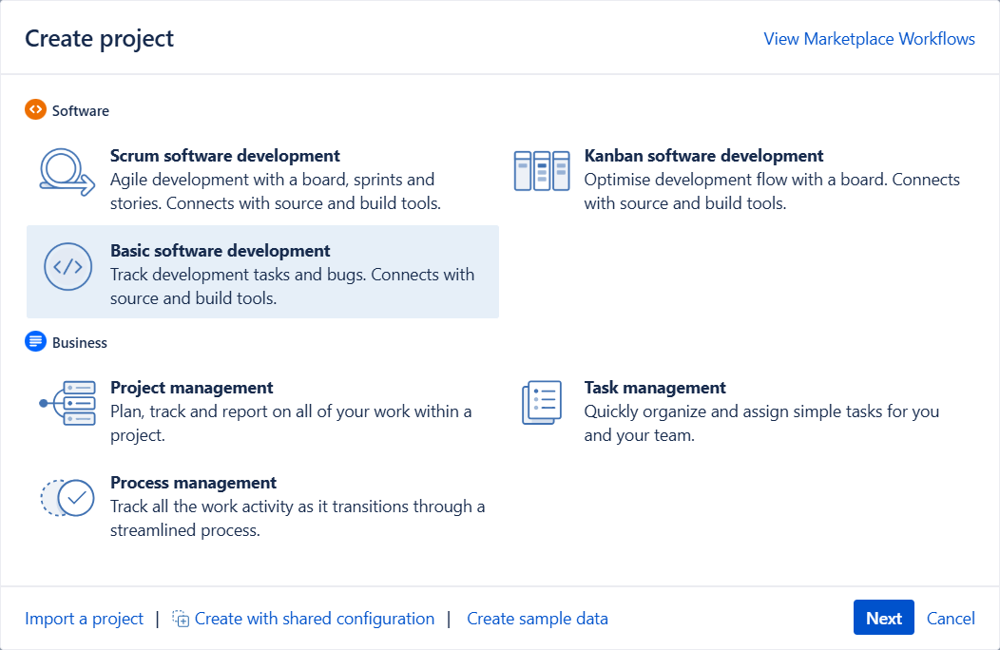 Create project
View Marketplace Workflows
Software
Scrum software development
Agile development with a board, sprints and
stories. Connects with source and build tools.
Kanban software development
Optimise development flow with a board. Connects
with source and build tools.
Basic software development
Track development tasks and bugs. Connects with
source and build tools.
Business
Project management
Plan, track and report on all of your work within a
project.
Task management
Quickly organize and assign simple tasks for you
and your team.
Process management
Track all the work activity as it transitions through a
streamlined process.
Import a project | Create with shared configuration | Create sample data
Next
Cancel